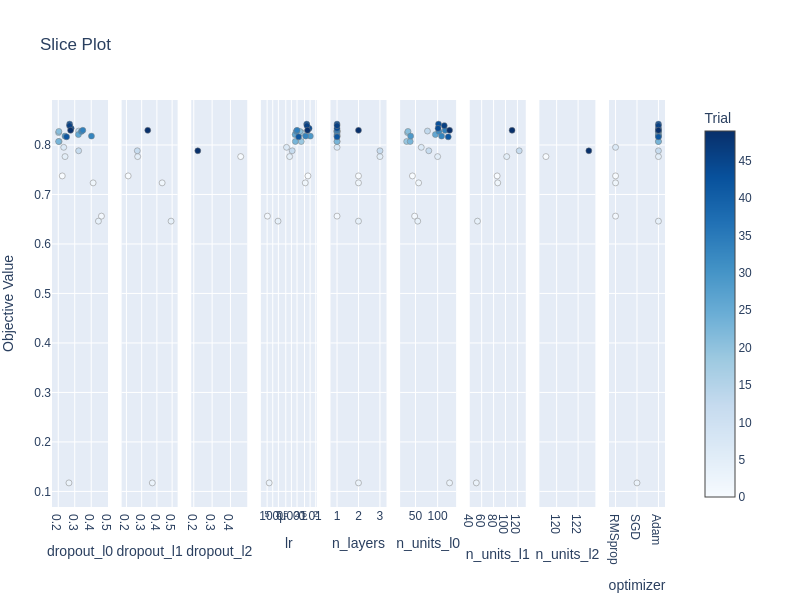 Slice Plot
Trial
Objective Value
0.8
0.7
0.6
0.5
0.4
0.3
0.2
0.1
45
40
35
30
25
20
15
10
5
0
0.2 0.3 0.4 0.5
dropout_l0
0.2 0.3 0.4 0.5
dropout_l1
0.2 0.3 0.4
dropout_l2
lr
1 2 3
n_layers
50 100
n_units_l0
40 60 80 100 120
n_units_l1
120 122
n_units_l2
RMSprop SGD Adam
optimizer